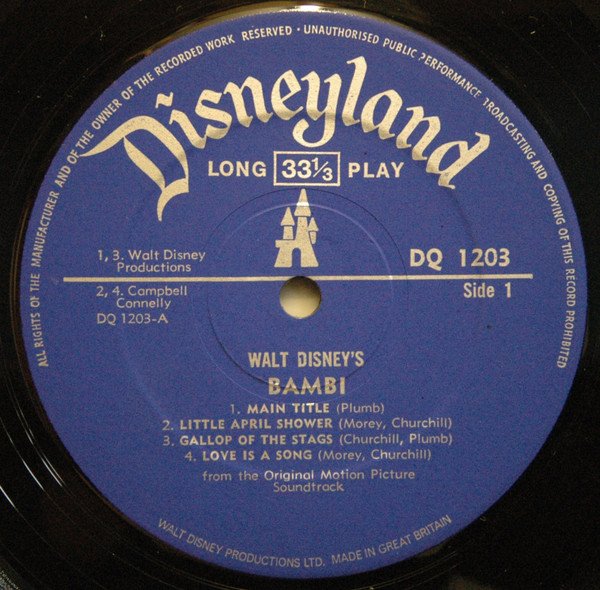 ALL RIGHTS OF THE MANUFACTURER AND OF THE OWNER OF THE RECORDED WORK RESERVED · UNAUTHORISED PUBLIC PERFORMANCE BROADCASTING AND COPYING OF THIS RECORD PROHIBITED
Disneyland
LONG 33⅓ PLAY
1, 3. Walt Disney
Productions
DQ 1203
2, 4. Campbell
Connelly
Side 1
DQ 1203-A
WALT DISNEY'S
BAMBI
1. MAIN TITLE (Plumb)
2. LITTLE APRIL SHOWER (Morey, Churchill)
3. GALLOP OF THE STAGS (Churchill, Plumb)
4. LOVE IS A SONG (Morey, Churchill)
from the Original Motion Picture
Soundtrack
WALT DISNEY PRODUCTIONS LTD. MADE IN GREAT BRITAIN